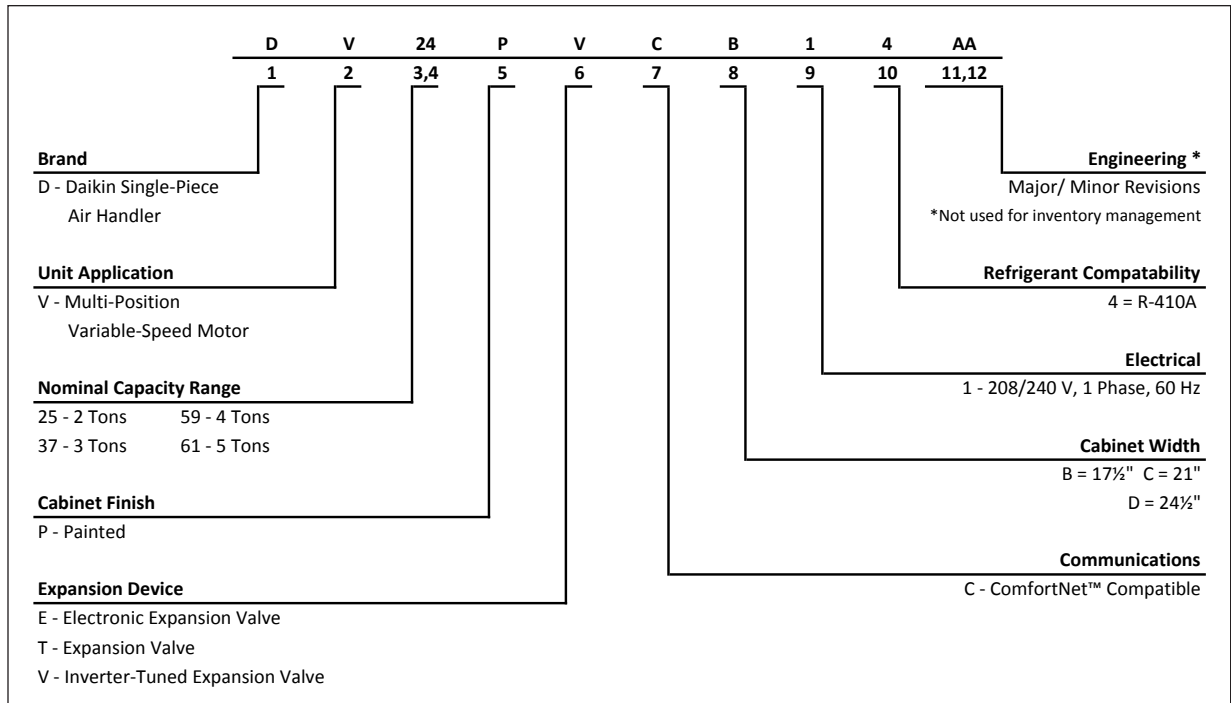 D V 24 P V C B 1 4 AA
1 2 3,4 5 6 7 8 9 10 11,12
Brand
D - Daikin Single-Piece
Air Handler
Unit Application
V - Multi-Position
Variable-Speed Motor
Nominal Capacity Range
25 - 2 Tons 59 - 4 Tons
37 - 3 Tons 61 - 5 Tons
Cabinet Finish
P - Painted
Expansion Device
E - Electronic Expansion Valve
T - Expansion Valve
V - Inverter-Tuned Expansion Valve
Engineering *
Major/ Minor Revisions
*Not used for inventory management
Refrigerant Compatability
4 = R-410A
Electrical
1 - 208/240 V, 1 Phase, 60 Hz
Cabinet Width
B = 17½" C = 21"
D = 24½"
Communications
C - ComfortNet™ Compatible